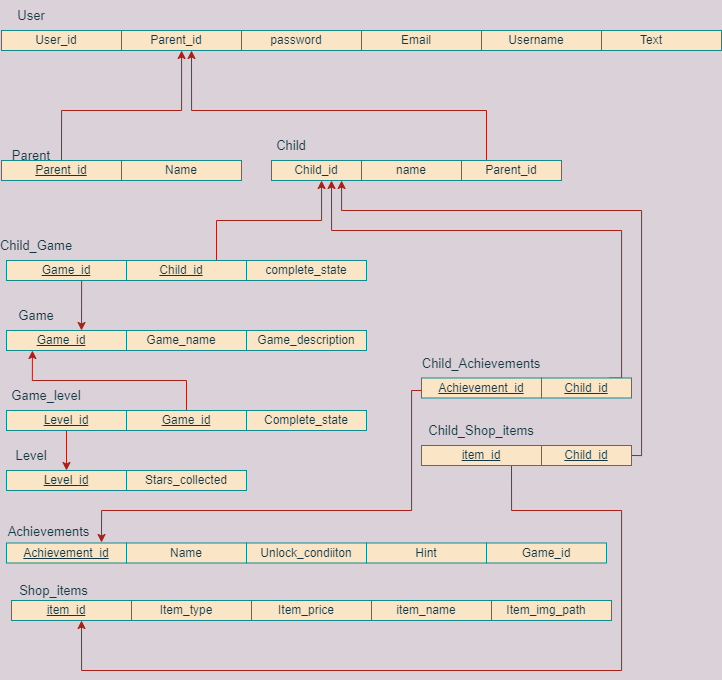 User
User_id Parent_id password Email Username Text
Parent
Parent_id Name
Child
Child_id name Parent_id
Child_Game
Game_id Child_id complete_state
Game
Game_id Game_name Game_description
Game_level
Level_id Game_id Complete_state
Level
Level_id Stars_collected
Child_Achievements
Achievement_id Child_id
Child_Shop_items
item_id Child_id
Achievements
Achievement_id Name Unlock_condiiton Hint Game_id
Shop_items
item_id Item_type Item_price item_name Item_img_path